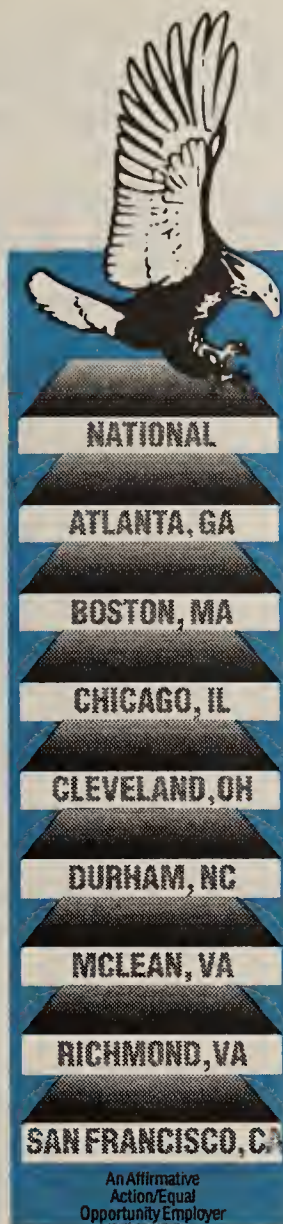 NATIONAL
ATLANTA, GA
BOSTON, MA
CHICAGO, IL
CLEVELAND, OH
DURHAM, NC
MCLEAN, VA
RICHMOND, VA
SAN FRANCISCO, CA
An Affirmative
Action/Equal
Opportunity Employer